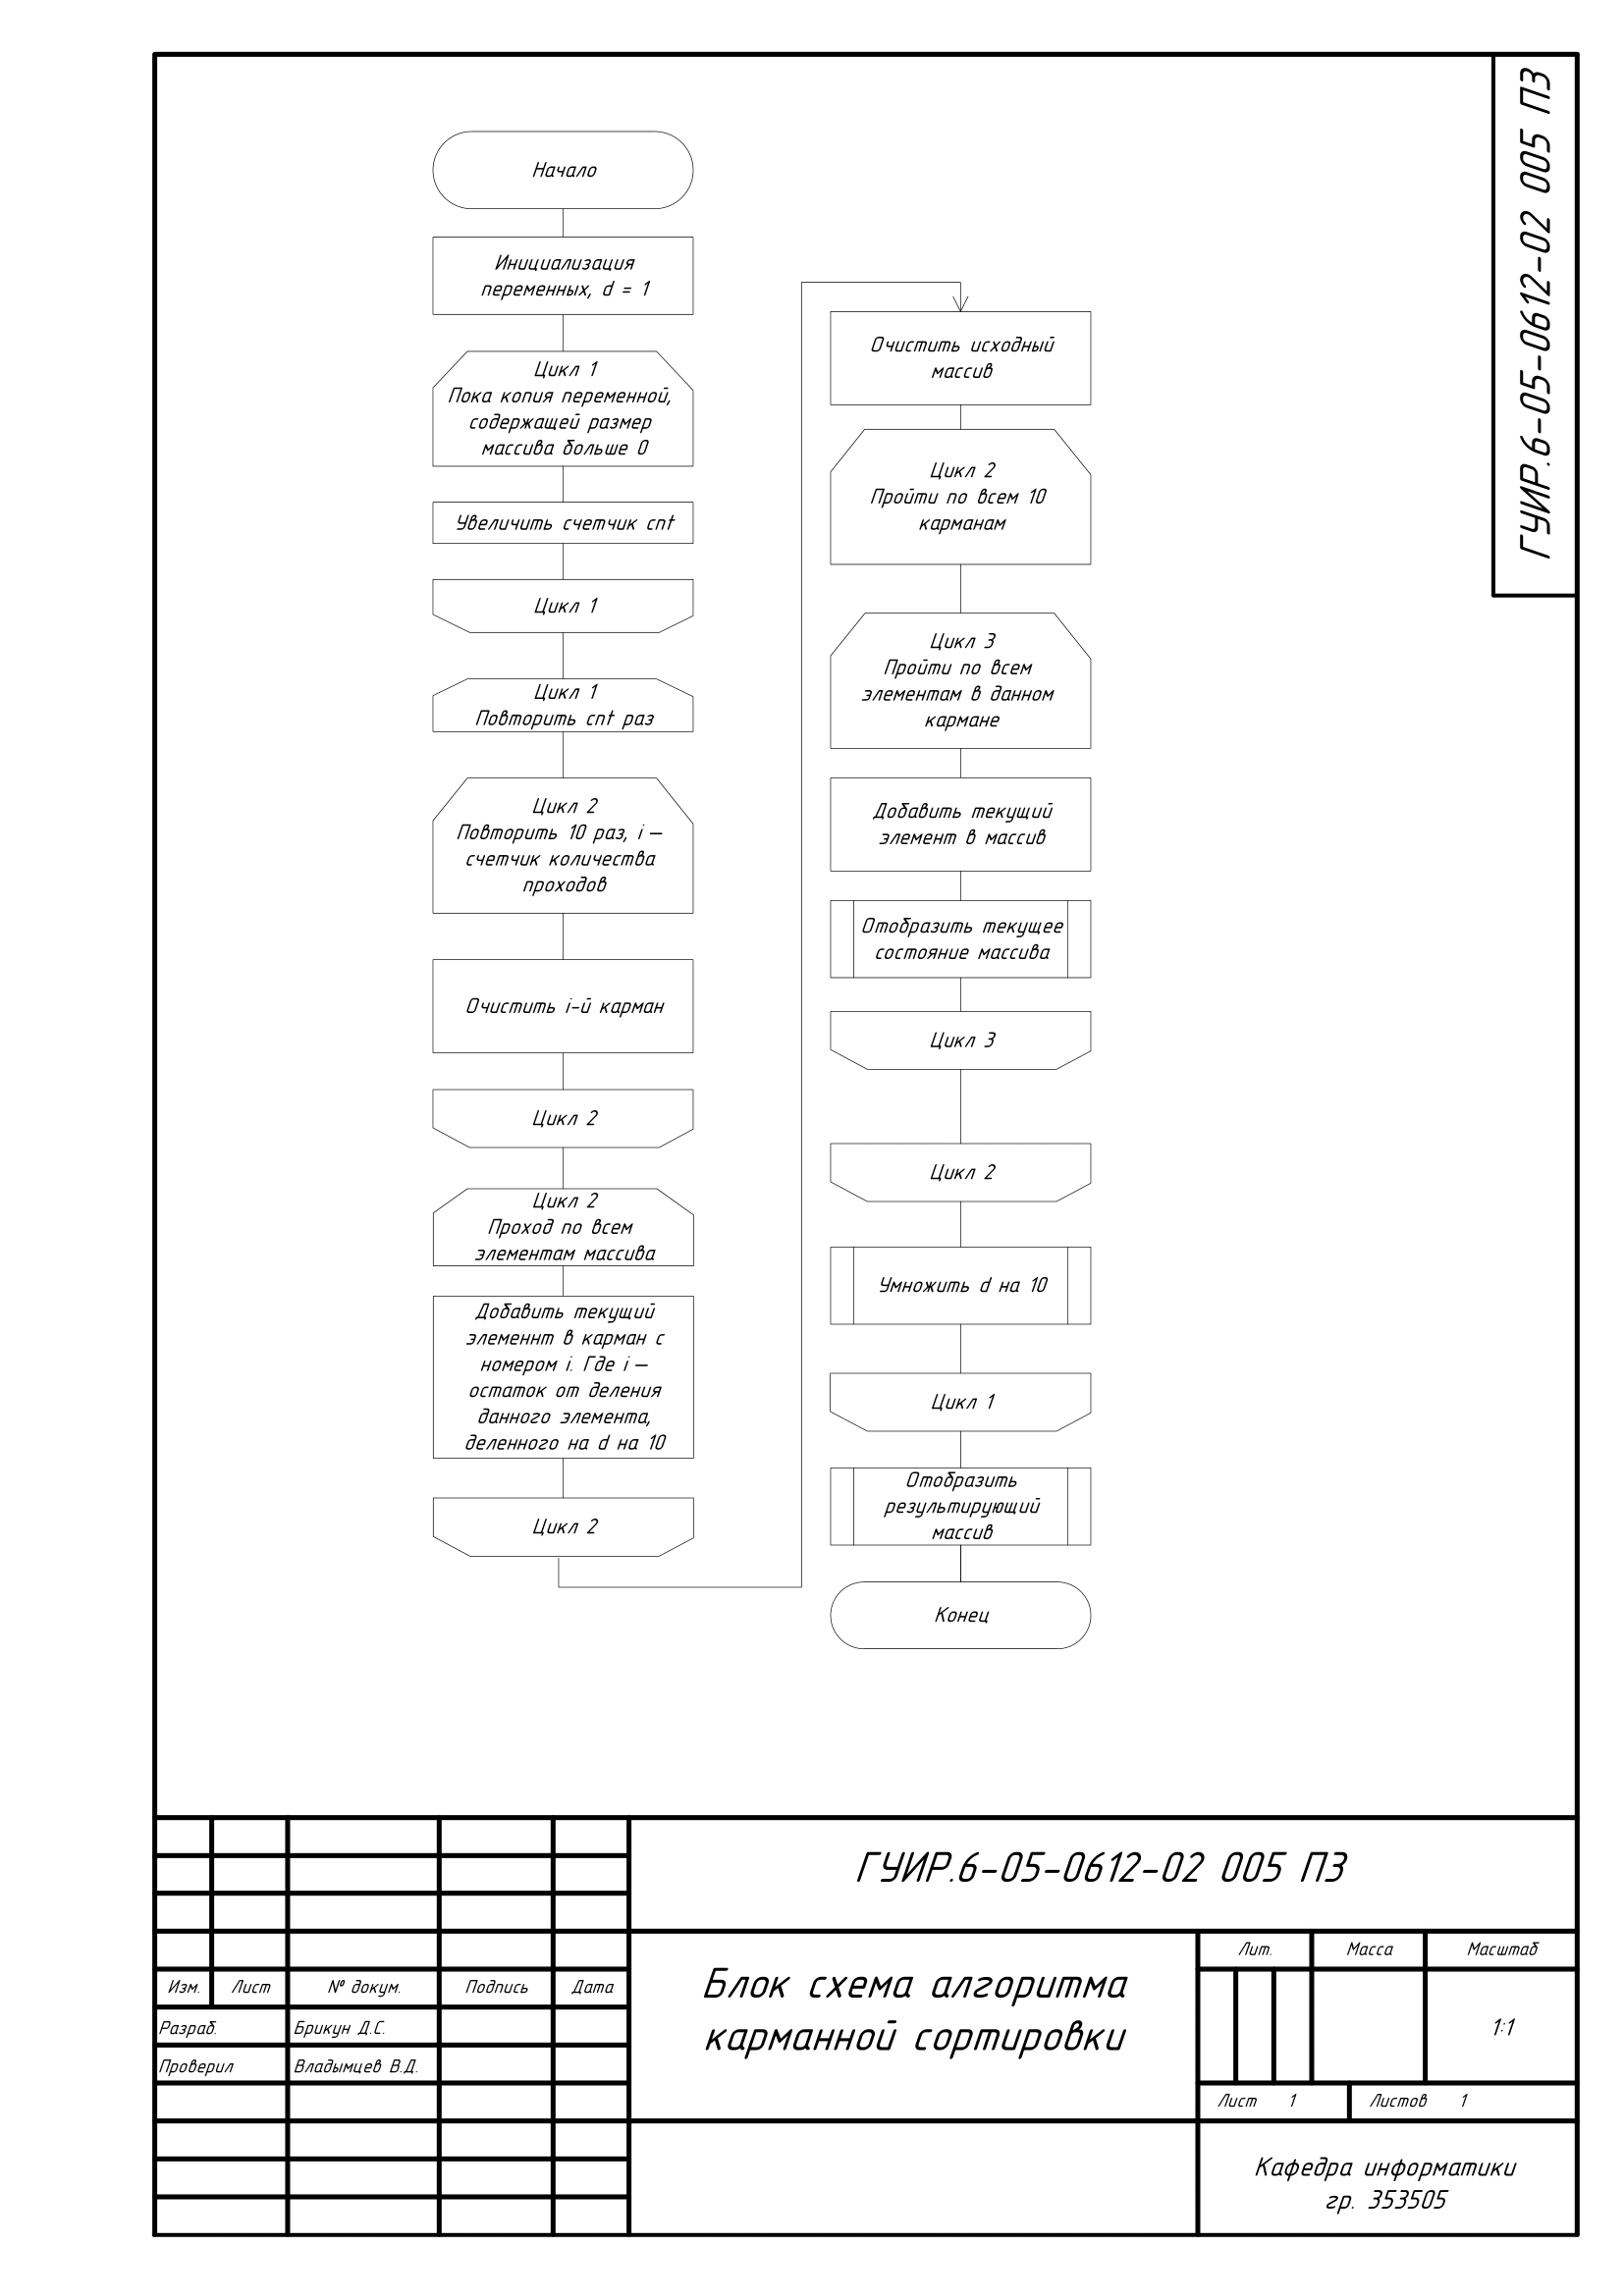 ГУИР.6-05-0612-02 005 ПЗ
Начало
Инициализация
переменных, d = 1
Цикл 1
Пока копия переменной,
содержащей размер
массива больше 0
Увеличить счетчик cnt
Цикл 1
Цикл 1
Повторить cnt раз
Цикл 2
Повторить 10 раз, i –
счетчик количества
проходов
Очистить i-й карман
Цикл 2
Цикл 2
Проход по всем
элементам массива
Добавить текущий
элеменнт в карман с
номером i. Где i –
остаток от деления
данного элемента,
деленного на d на 10
Цикл 2
Очистить исходный
массив
Цикл 2
Пройти по всем 10
карманам
Цикл 3
Пройти по всем
элементам в данном
кармане
Добавить текущий
элемент в массив
Отобразить текущее
состояние массива
Цикл 3
Цикл 2
Умножить d на 10
Цикл 1
Отобразить
результирующий
массив
Конец
ГУИР.6-05-0612-02 005 ПЗ
Изм. Лист № докум. Подпись Дата
Разраб. Брикун Д.С.
Проверил Владымцев В.Д.
Блок схема алгоритма
карманной сортировки
Лит. Масса Масштаб
1:1
Лист 1 Листов 1
Кафедра информатики
гр. 353505